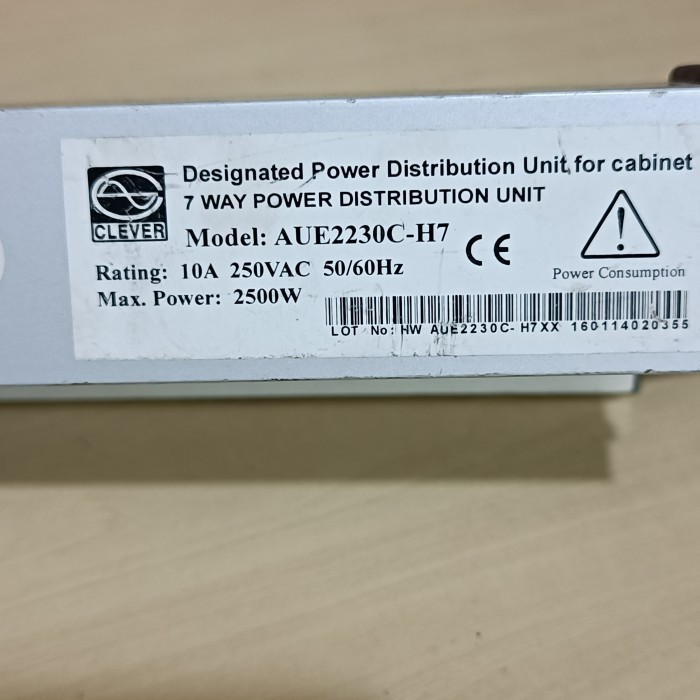 Designated Power Distribution Unit for cabinet
7 WAY POWER DISTRIBUTION UNIT
CLEVER
Model: AUE2230C-H7
CE
Rating: 10A 250VAC 50/60Hz
Power Consumption
Max. Power: 2500W
LOT No: HW AUE2230C- H7XX 160114020355